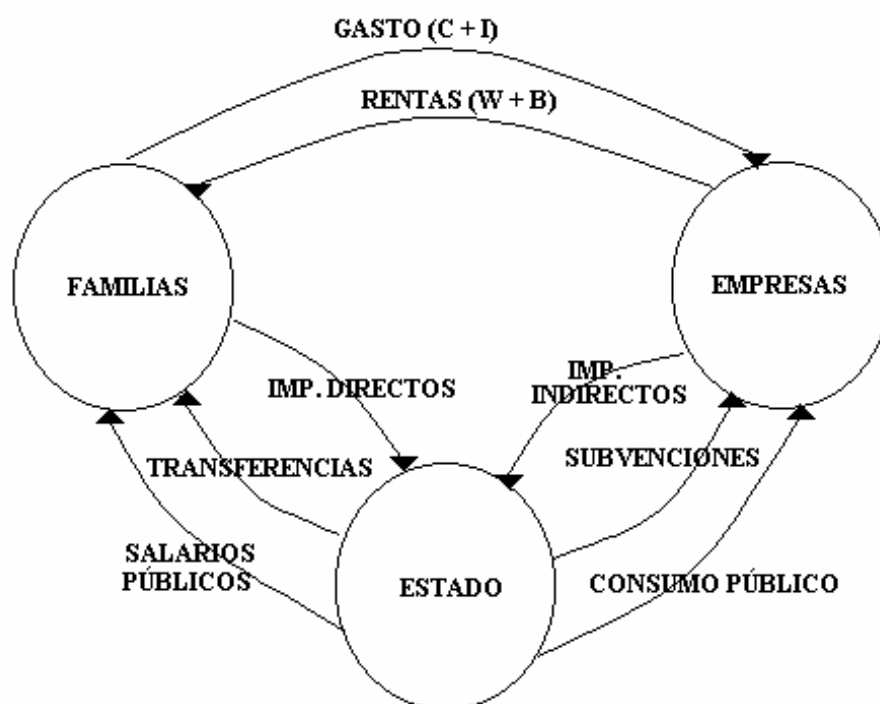 GASTO (C + I)
RENTAS (W + B)
FAMILIAS
EMPRESAS
IMP. DIRECTOS
IMP.
INDIRECTOS
TRANSFERENCIAS
SUBVENCIONES
SALARIOS
PÚBLICOS
ESTADO
CONSUMO PÚBLICO